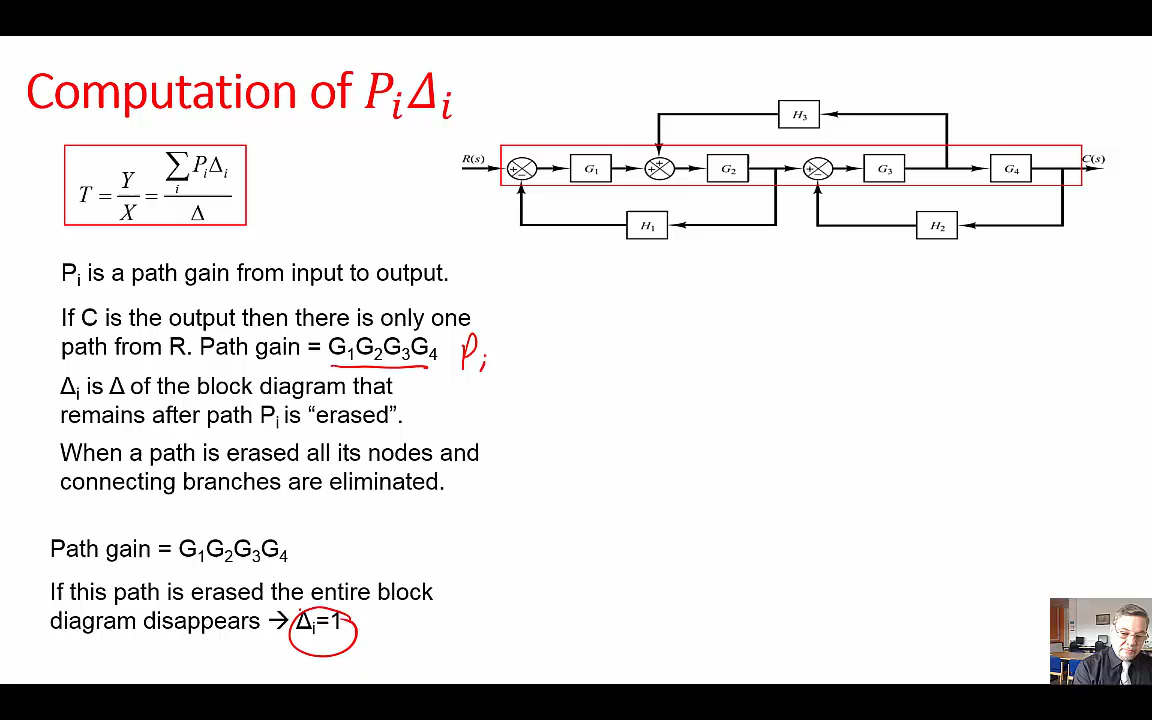 Computation of PᵢΔᵢ
T = Y/X = ∑ᵢ PᵢΔᵢ / Δ
R(s) + − G₁ + + G₂ + − G₃ G₄ C(s)
H₃
H₁ H₂
Pᵢ is a path gain from input to output.
If C is the output then there is only one
path from R. Path gain = G₁G₂G₃G₄ Pᵢ
Δᵢ is Δ of the block diagram that
remains after path Pᵢ is “erased”.
When a path is erased all its nodes and
connecting branches are eliminated.
Path gain = G₁G₂G₃G₄
If this path is erased the entire block
diagram disappears → Δᵢ=1